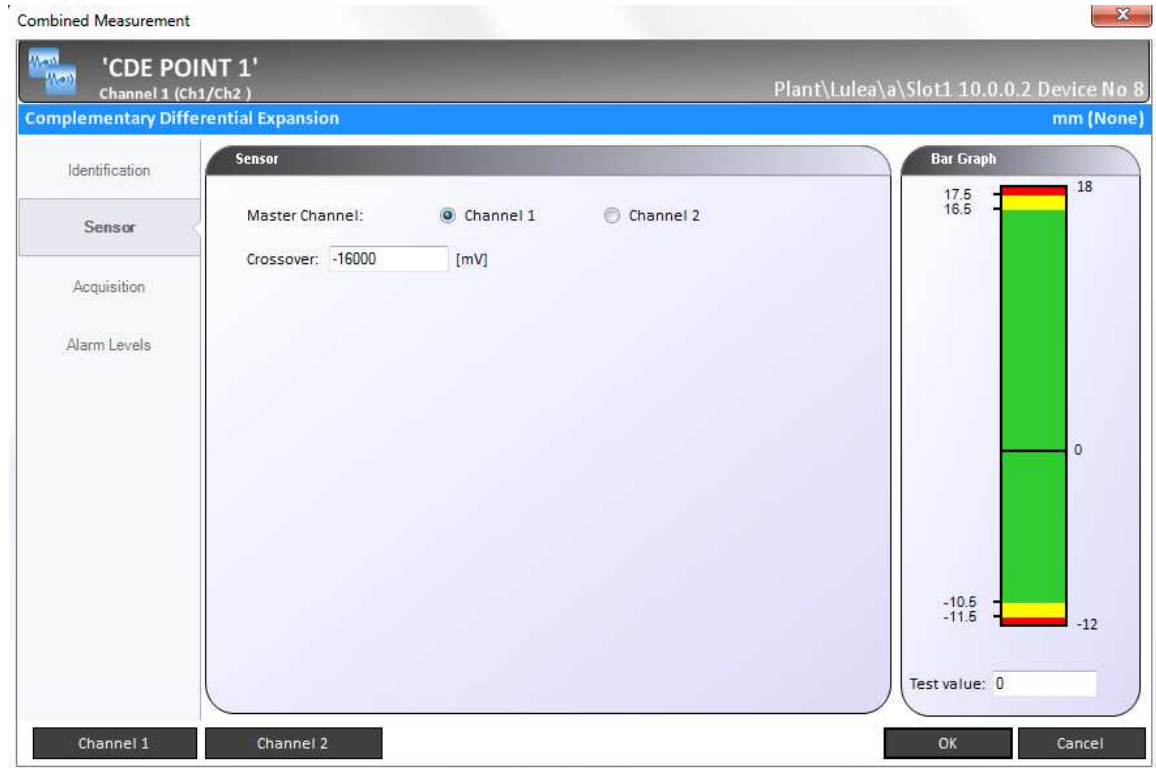 Combined Measurement
x
'CDE POINT 1'
Channel 1 (Ch1/Ch2 )
Plant\Lulea\a\Slot1 10.0.0.2 Device No 8
Complementary Differential Expansion mm (None)
Identification
Sensor
Acquisition
Alarm Levels
Sensor
Master Channel: Channel 1 Channel 2
Crossover: -16000 [mV]
Bar Graph
18
17.5
16.5
0
-10.5
-11.5
-12
Test value: 0
Channel 1 Channel 2 OK Cancel